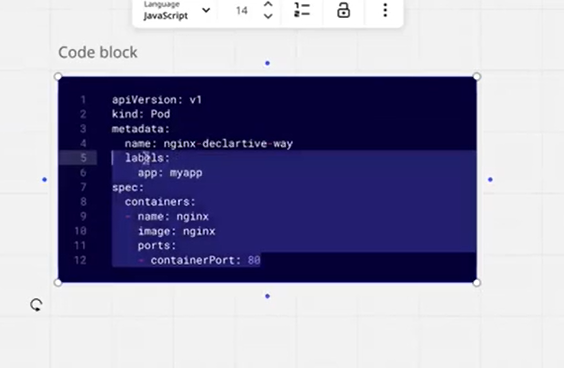 Language
JavaScript
14
Code block
1 apiVersion: v1
2 kind: Pod
3 metadata:
4   name: nginx-declartive-way
5   labels:
6     app: myapp
7 spec:
8   containers:
9   - name: nginx
10     image: nginx
11     ports:
12     - containerPort: 80